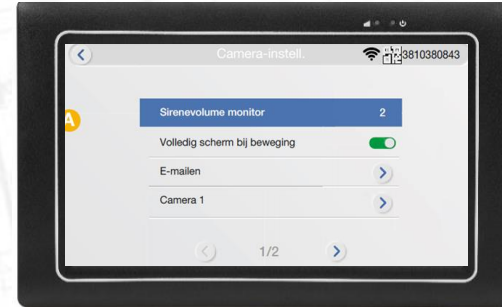 Camera-instell.
3810380843
A
Sirenevolume monitor 2
Volledig scherm bij beweging
E-mailen
Camera 1
1/2